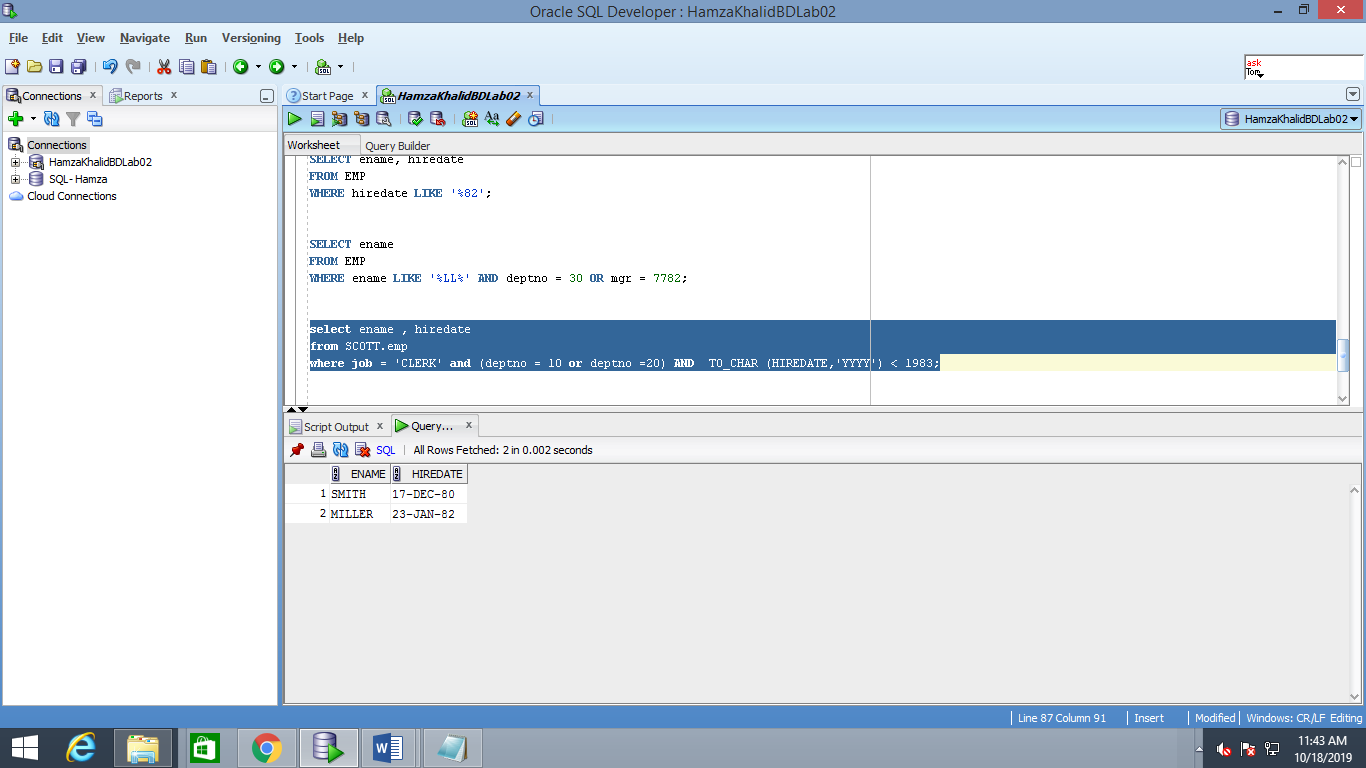 Oracle SQL Developer : HamzaKhalidBDLab02
File Edit View Navigate Run Versioning Tools Help
ask
Tom
Connections x Reports x
Start Page x HamzaKhalidBDLab02 x
HamzaKhalidBDLab02
Connections
HamzaKhalidBDLab02
SQL- Hamza
Cloud Connections
Worksheet Query Builder
SELECT ename, hiredate
FROM EMP
WHERE hiredate LIKE '%82';
SELECT ename
FROM EMP
WHERE ename LIKE '%LL%' AND deptno = 30 OR mgr = 7782;
select ename , hiredate
from SCOTT.emp
where job = 'CLERK' and (deptno = 10 or deptno =20) AND  TO_CHAR (HIREDATE,'YYYY') < 1983;
Script Output x Query... x
SQL | All Rows Fetched: 2 in 0.002 seconds
ENAME HIREDATE
1 SMITH 17-DEC-80
2 MILLER 23-JAN-82
Line 87 Column 91 | Insert | Modified | Windows: CR/LF Editing
11:43 AM
10/18/2019